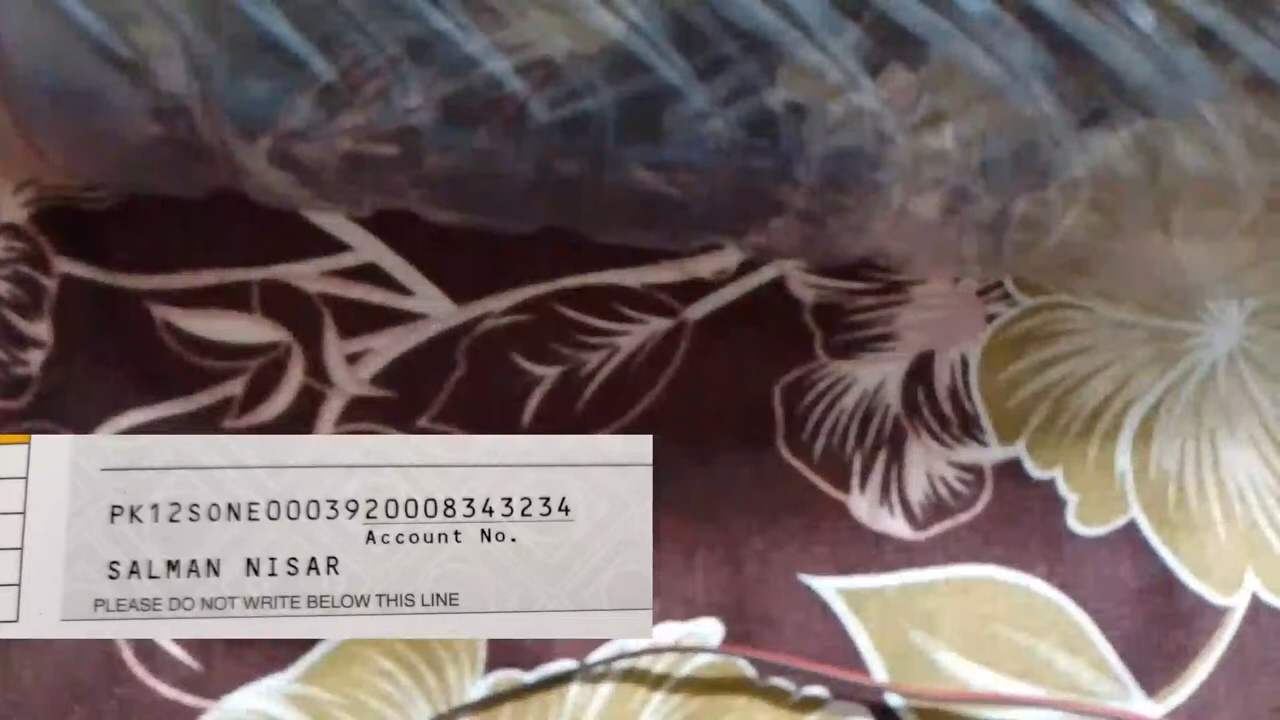 PK12SONE0003920008343234
Account No.
SALMAN NISAR
PLEASE DO NOT WRITE BELOW THIS LINE